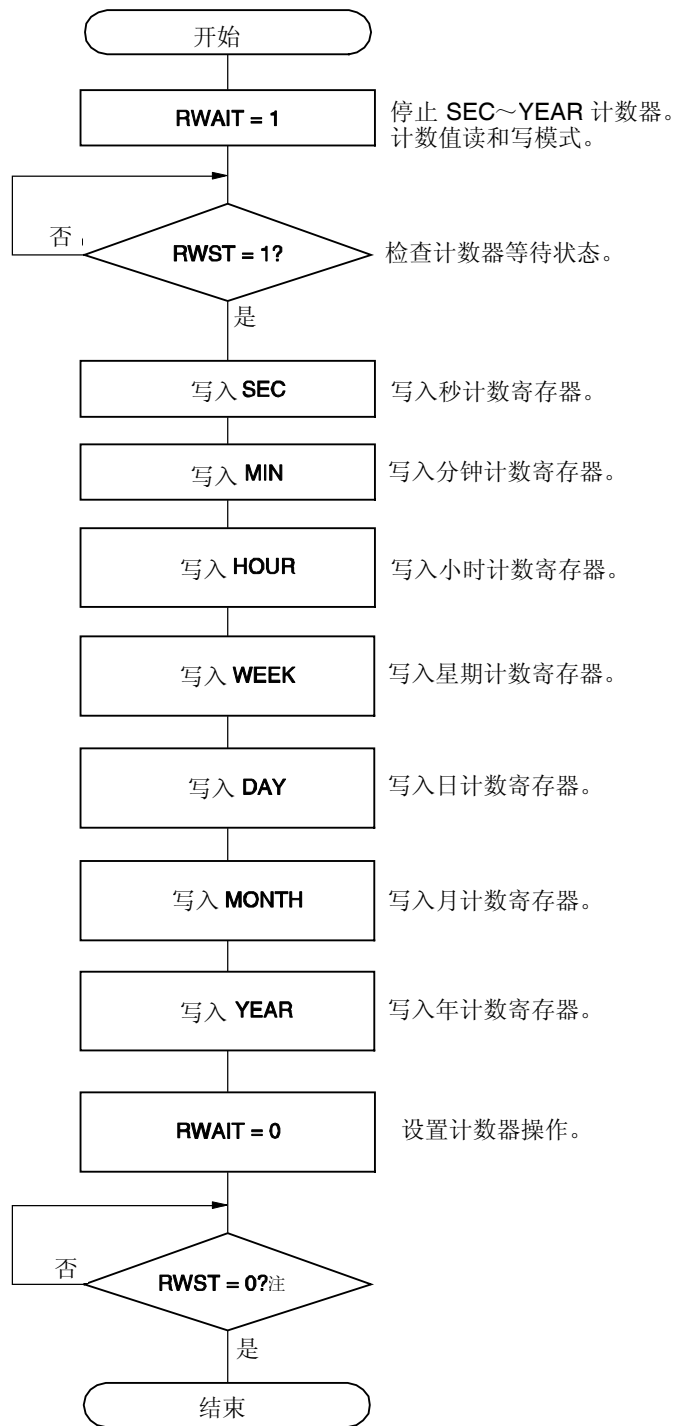 开始
RWAIT = 1
停止 SEC～YEAR 计数器。
计数值读和写模式。
否
RWST = 1?
检查计数器等待状态。
是
写入 SEC
写入秒计数寄存器。
写入 MIN
写入分钟计数寄存器。
写入 HOUR
写入小时计数寄存器。
写入 WEEK
写入星期计数寄存器。
写入 DAY
写入日计数寄存器。
写入 MONTH
写入月计数寄存器。
写入 YEAR
写入年计数寄存器。
RWAIT = 0
设置计数器操作。
否
RWST = 0?注
是
结束